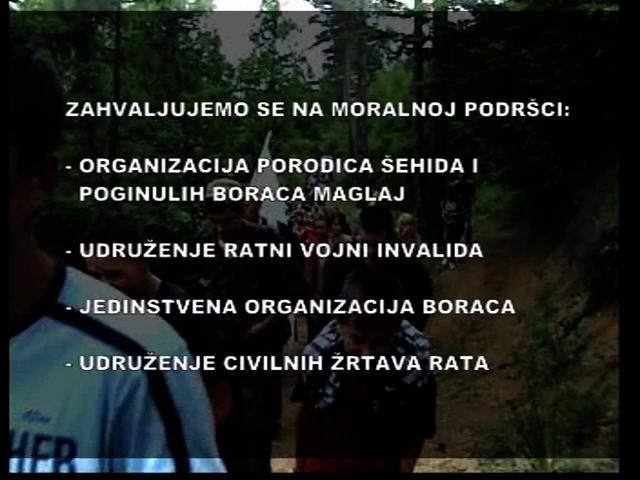 ZAHVALJUJEMO SE NA MORALNOJ PODRŠCI:
- ORGANIZACIJA PORODICA ŠEHIDA I
POGINULIH BORACA MAGLAJ
- UDRUŽENJE RATNI VOJNI INVALIDA
- JEDINSTVENA ORGANIZACIJA BORACA
- UDRUŽENJE CIVILNIH ŽRTAVA RATA